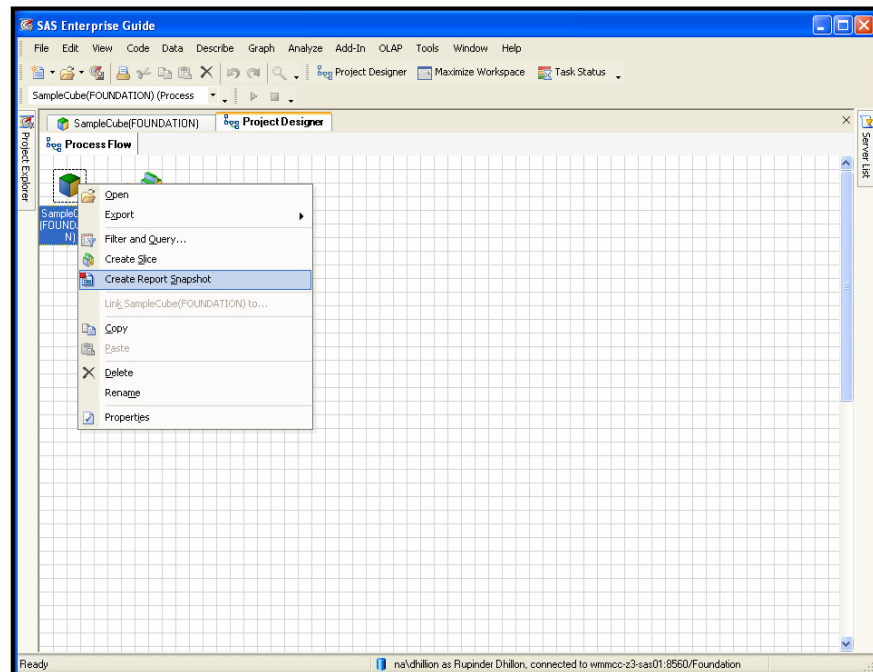 SAS Enterprise Guide
File Edit View Code Data Describe Graph Analyze Add-In OLAP Tools Window Help
Project Designer Maximize Workspace Task Status
SampleCube(FOUNDATION) (Process
SampleCube(FOUNDATION) Project Designer
Project Explorer
Server List
Process Flow
SampleC
(FOUND
N)
Open
Export
Filter and Query...
Create Slice
Create Report Snapshot
Link SampleCube(FOUNDATION) to...
Copy
Paste
Delete
Rename
Properties
Ready
na\dhillion as Rupinder Dhillon, connected to wmmcc-z3-sas01:8560/Foundation